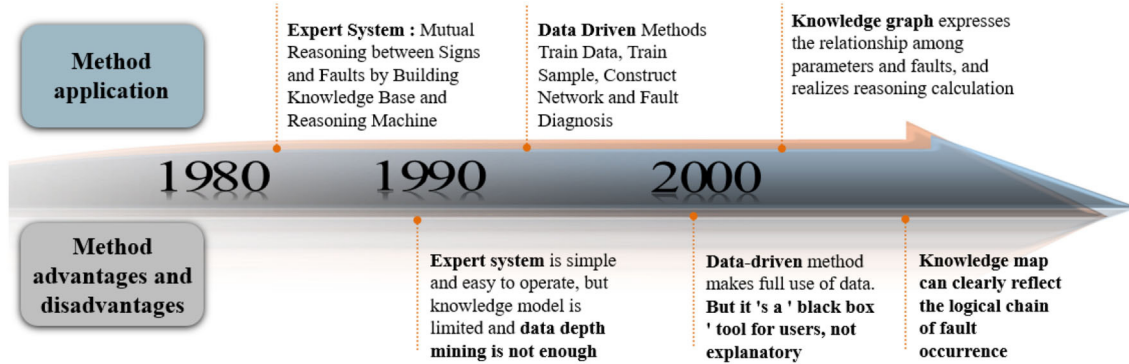 Method
application
Expert System : Mutual
Reasoning between Signs
and Faults by Building
Knowledge Base and
Reasoning Machine
Data Driven Methods
Train Data, Train
Sample, Construct
Network and Fault
Diagnosis
Knowledge graph expresses
the relationship among
parameters and faults, and
realizes reasoning calculation
1980
1990
2000
Method
advantages and
disadvantages
Expert system is simple
and easy to operate, but
knowledge model is
limited and data depth
mining is not enough
Data-driven method
makes full use of data.
But it 's a ' black box
' tool for users, not
explanatory
Knowledge map
can clearly reflect
the logical chain
of fault
occurrence